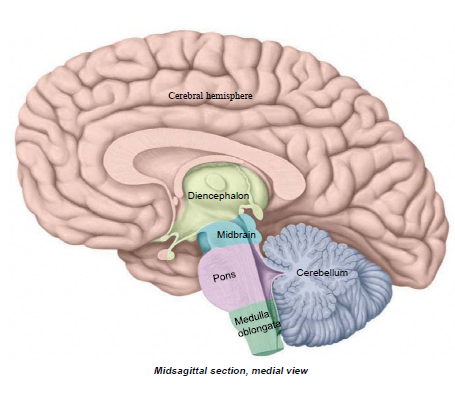 Cerebral hemisphere
Diencephalon
Midbrain
Pons
Cerebellum
Medulla
oblongata
Midsagittal section, medial view